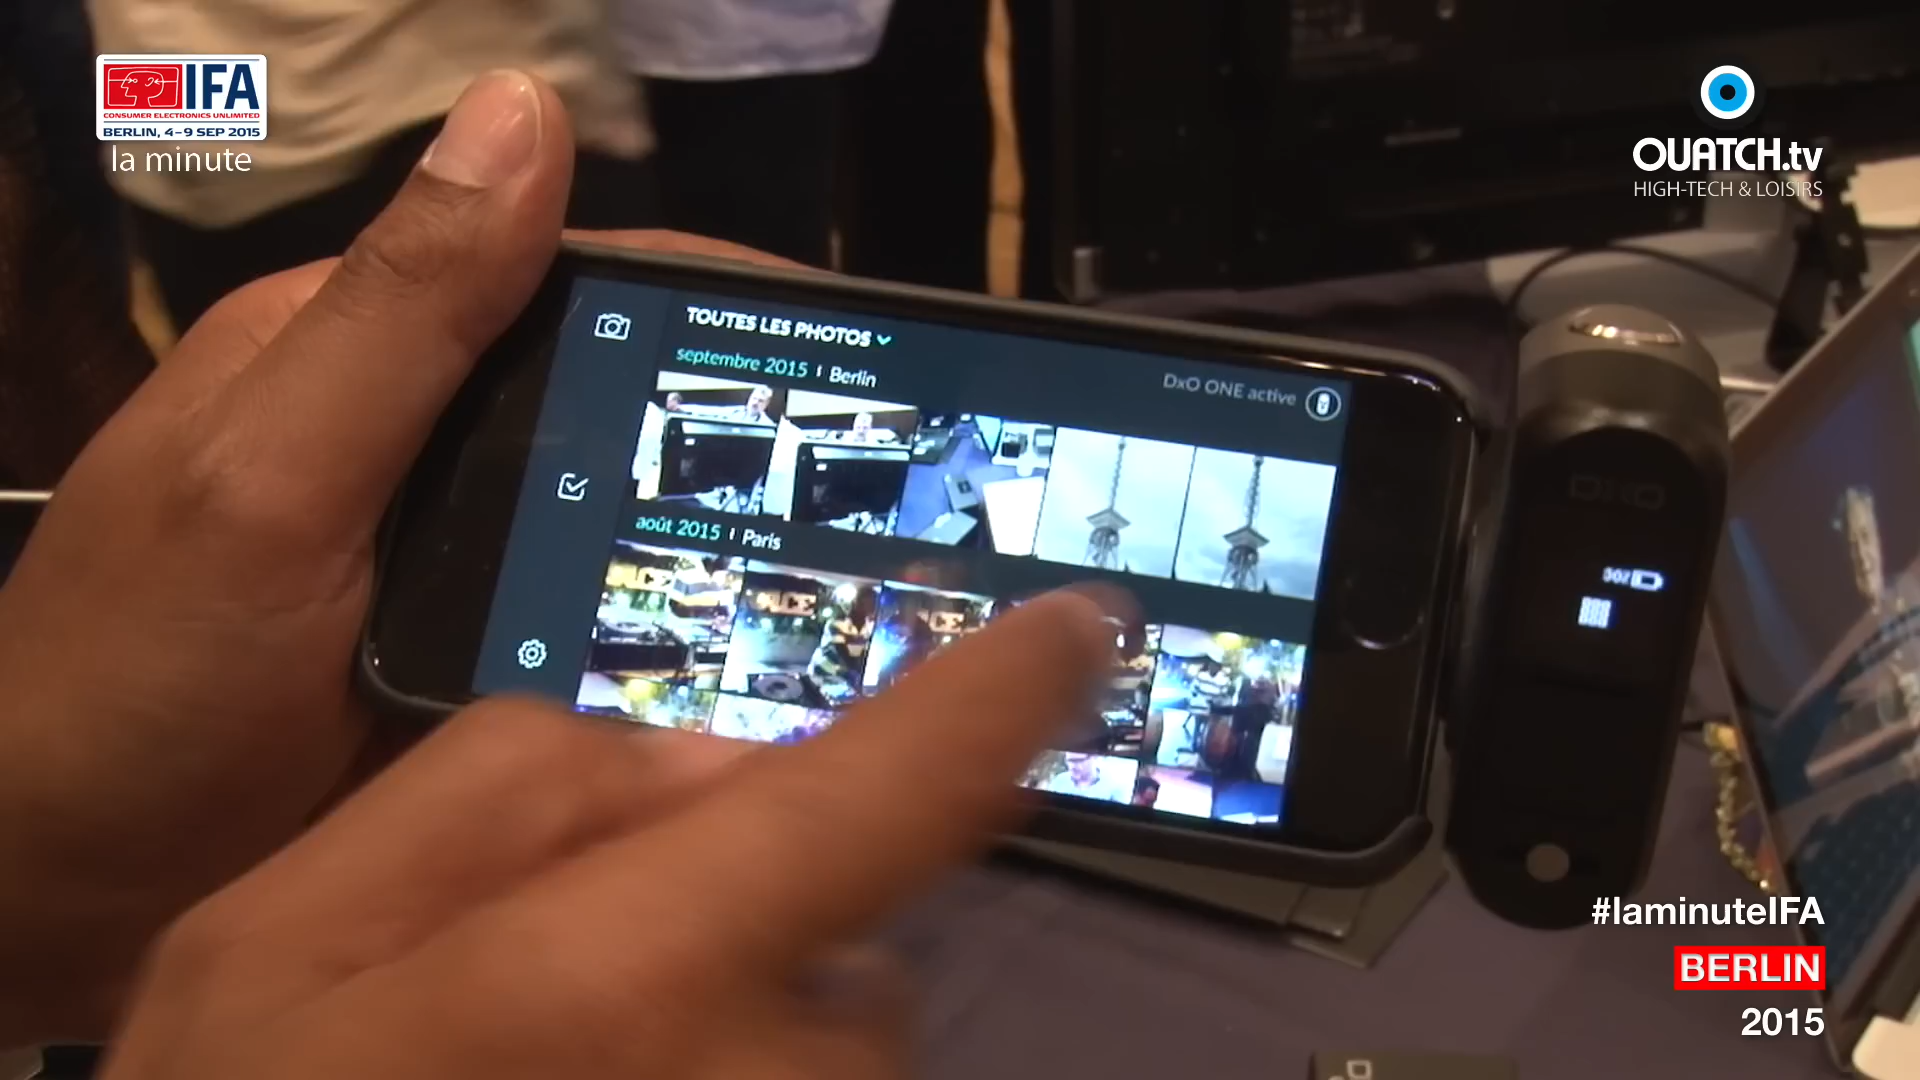 IFA
CONSUMER ELECTRONICS UNLIMITED
BERLIN, 4-9 SEP 2015
la minute
OUATCH.tv
HIGH-TECH & LOISIRS
TOUTES LES PHOTOS
septembre 2015 | Berlin
DxO ONE active
août 2015 | Paris
DXO
#laminuteIFA
BERLIN
2015